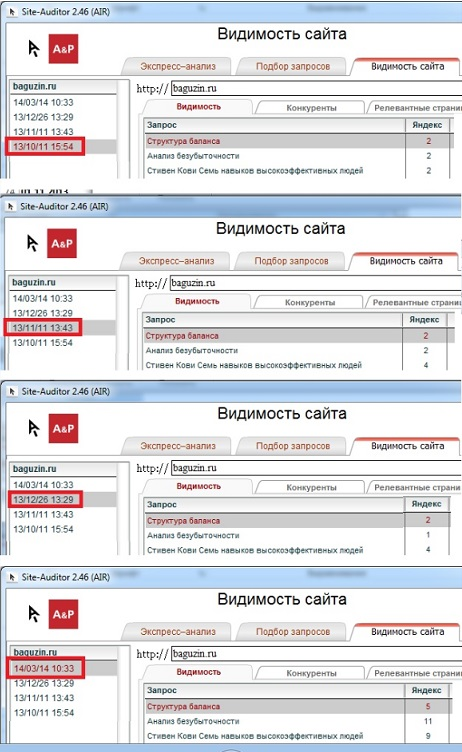 Site-Auditor 2.46 (AIR)
Видимость сайта
A&P
Экспресс-анализ Подбор запросов Видимость сайта
baguzin.ru http:// baguzin.ru
14/03/14 10:33 Видимость Конкуренты Релевантные страни
13/12/26 13:29 Запрос Яндекс
13/11/11 13:43 Структура баланса 2
13/10/11 15:54 Анализ безубыточности 2
Стивен Кови Семь навыков высокоэффективных людей 2
Site-Auditor 2.46 (AIR)
Видимость сайта
A&P
Экспресс-анализ Подбор запросов Видимость сайта
baguzin.ru http:// baguzin.ru
14/03/14 10:33 Видимость Конкуренты Релевантные страни
13/12/26 13:29 Запрос Яндекс
13/11/11 13:43 Структура баланса 2
13/10/11 15:54 Анализ безубыточности 2
Стивен Кови Семь навыков высокоэффективных людей 4
Site-Auditor 2.46 (AIR)
Видимость сайта
A&P
Экспресс-анализ Подбор запросов Видимость сайта
baguzin.ru http:// baguzin.ru
14/03/14 10:33 Видимость Конкуренты Релевантные страни
13/12/26 13:29 Запрос Яндекс
13/11/11 13:43 Структура баланса 2
13/10/11 15:54 Анализ безубыточности 1
Стивен Кови Семь навыков высокоэффективных людей 4
Site-Auditor 2.46 (AIR)
Видимость сайта
A&P
Экспресс-анализ Подбор запросов Видимость сайта
baguzin.ru http:// baguzin.ru
14/03/14 10:33 Видимость Конкуренты Релевантные страни
13/12/26 13:29 Запрос Яндекс
13/11/11 13:43 Структура баланса 5
13/10/11 15:54 Анализ безубыточности 11
Стивен Кови Семь навыков высокоэффективных людей 9